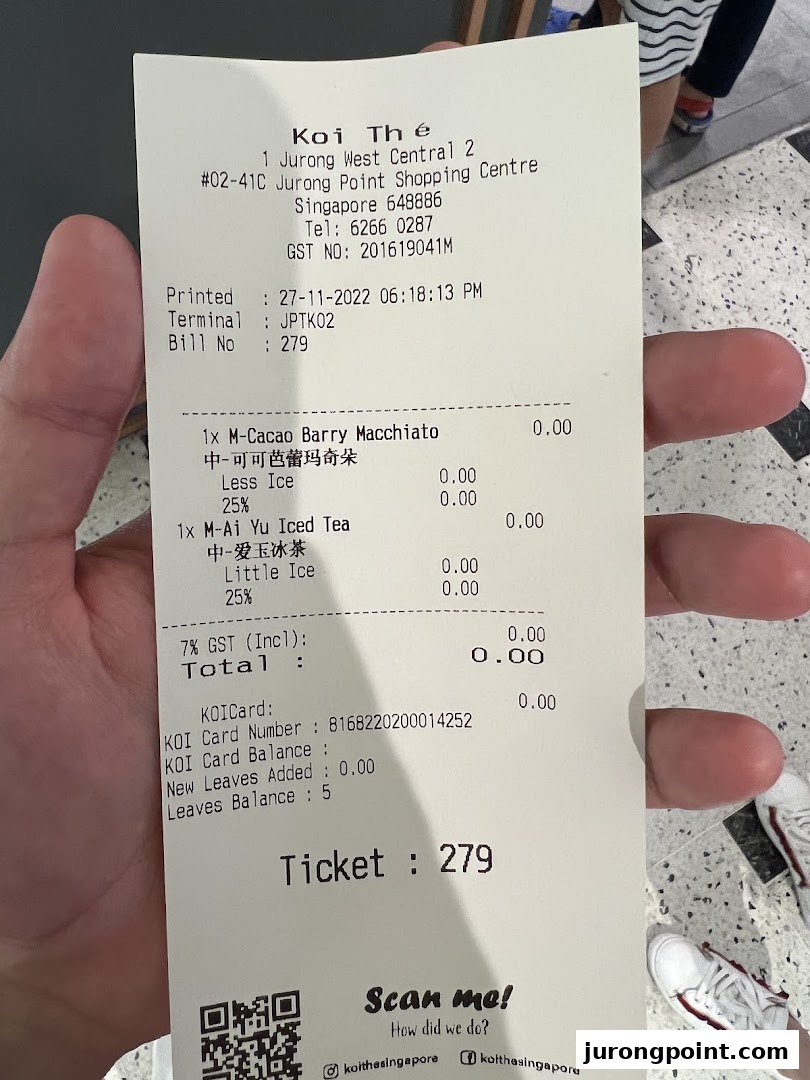 Koi Thé
1 Jurong West Central 2
#02-41C Jurong Point Shopping Centre
Singapore 648886
Tel: 6266 0287
GST NO: 201619041M
Printed : 27-11-2022 06:18:13 PM
Terminal : JPTK02
Bill No : 279
1x M-Cacao Barry Macchiato 0.00
中-可可芭蕾玛奇朵
Less Ice 0.00
25% 0.00
1x M-Ai Yu Iced Tea 0.00
中-爱玉冰茶
Little Ice 0.00
25% 0.00
7% GST (Incl): 0.00
Total : 0.00
KOICard: 0.00
KOI Card Number : 8168220200014252
KOI Card Balance :
New Leaves Added : 0.00
Leaves Balance : 5
Ticket : 279
Scan me!
How did we do?
koithesingapore koithesingapore
jurongpoint.com